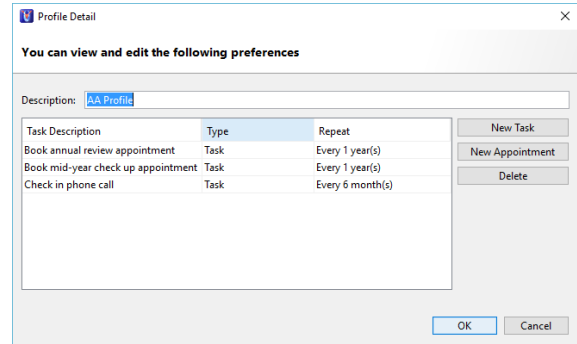 Profile Detail
You can view and edit the following preferences
Description: AA Profile
Task Description Type Repeat
Book annual review appointment Task Every 1 year(s)
Book mid-year check up appointment Task Every 1 year(s)
Check in phone call Task Every 6 month(s)
New Task
New Appointment
Delete
OK Cancel